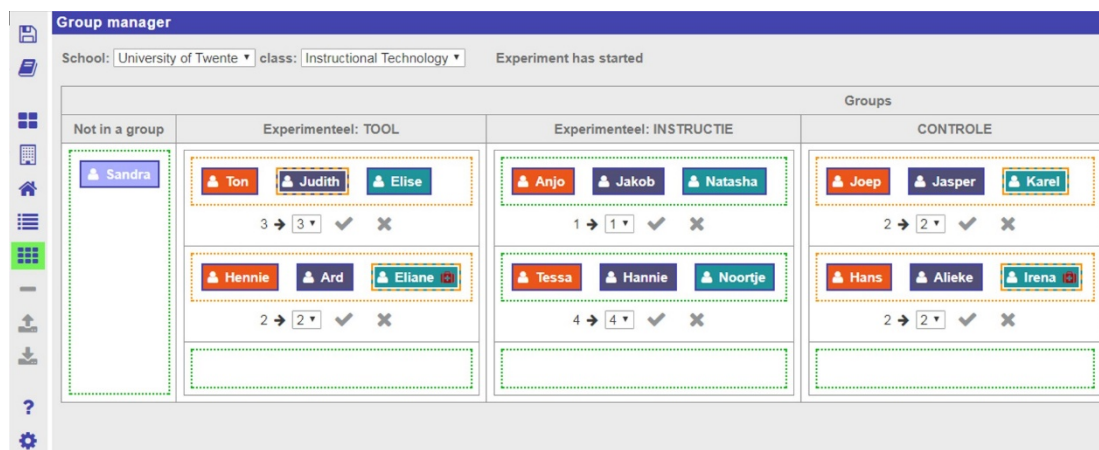 Group manager
School: University of Twente class: Instructional Technology Experiment has started
Groups
Not in a group Experimenteel: TOOL Experimenteel: INSTRUCTIE CONTROLE
Sandra Ton Judith Elise Anjo Jakob Natasha Joep Jasper Karel
3 → 3 1 → 1 2 → 2
Hennie Ard Eliane Tessa Hannie Noortje Hans Alieke Irena
2 → 2 4 → 4 2 → 2
?